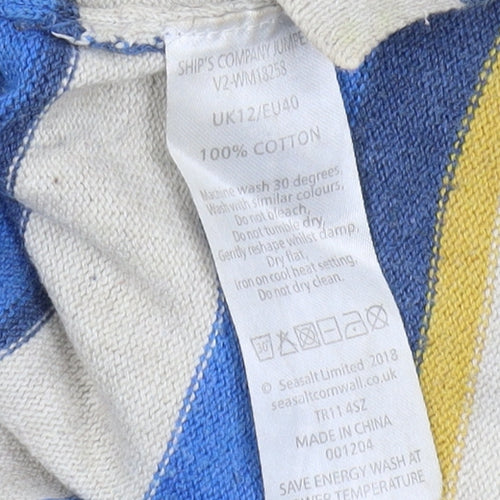 SHIP'S COMPANY JUMPE
V2-WM18258
UK12/EU40
100% COTTON
Machine wash 30 degrees,
Wash with similar colours,
Do not bleach,
Do not tumble dry,
Gently reshape whilst damp,
Dry flat,
Iron on cool heat setting,
Do not dry clean.
© Seasalt Limited 2018
seasaltcornwall.co.uk
TR11 4SZ
MADE IN CHINA
001204
SAVE ENERGY WASH AT
TEMPERATURE